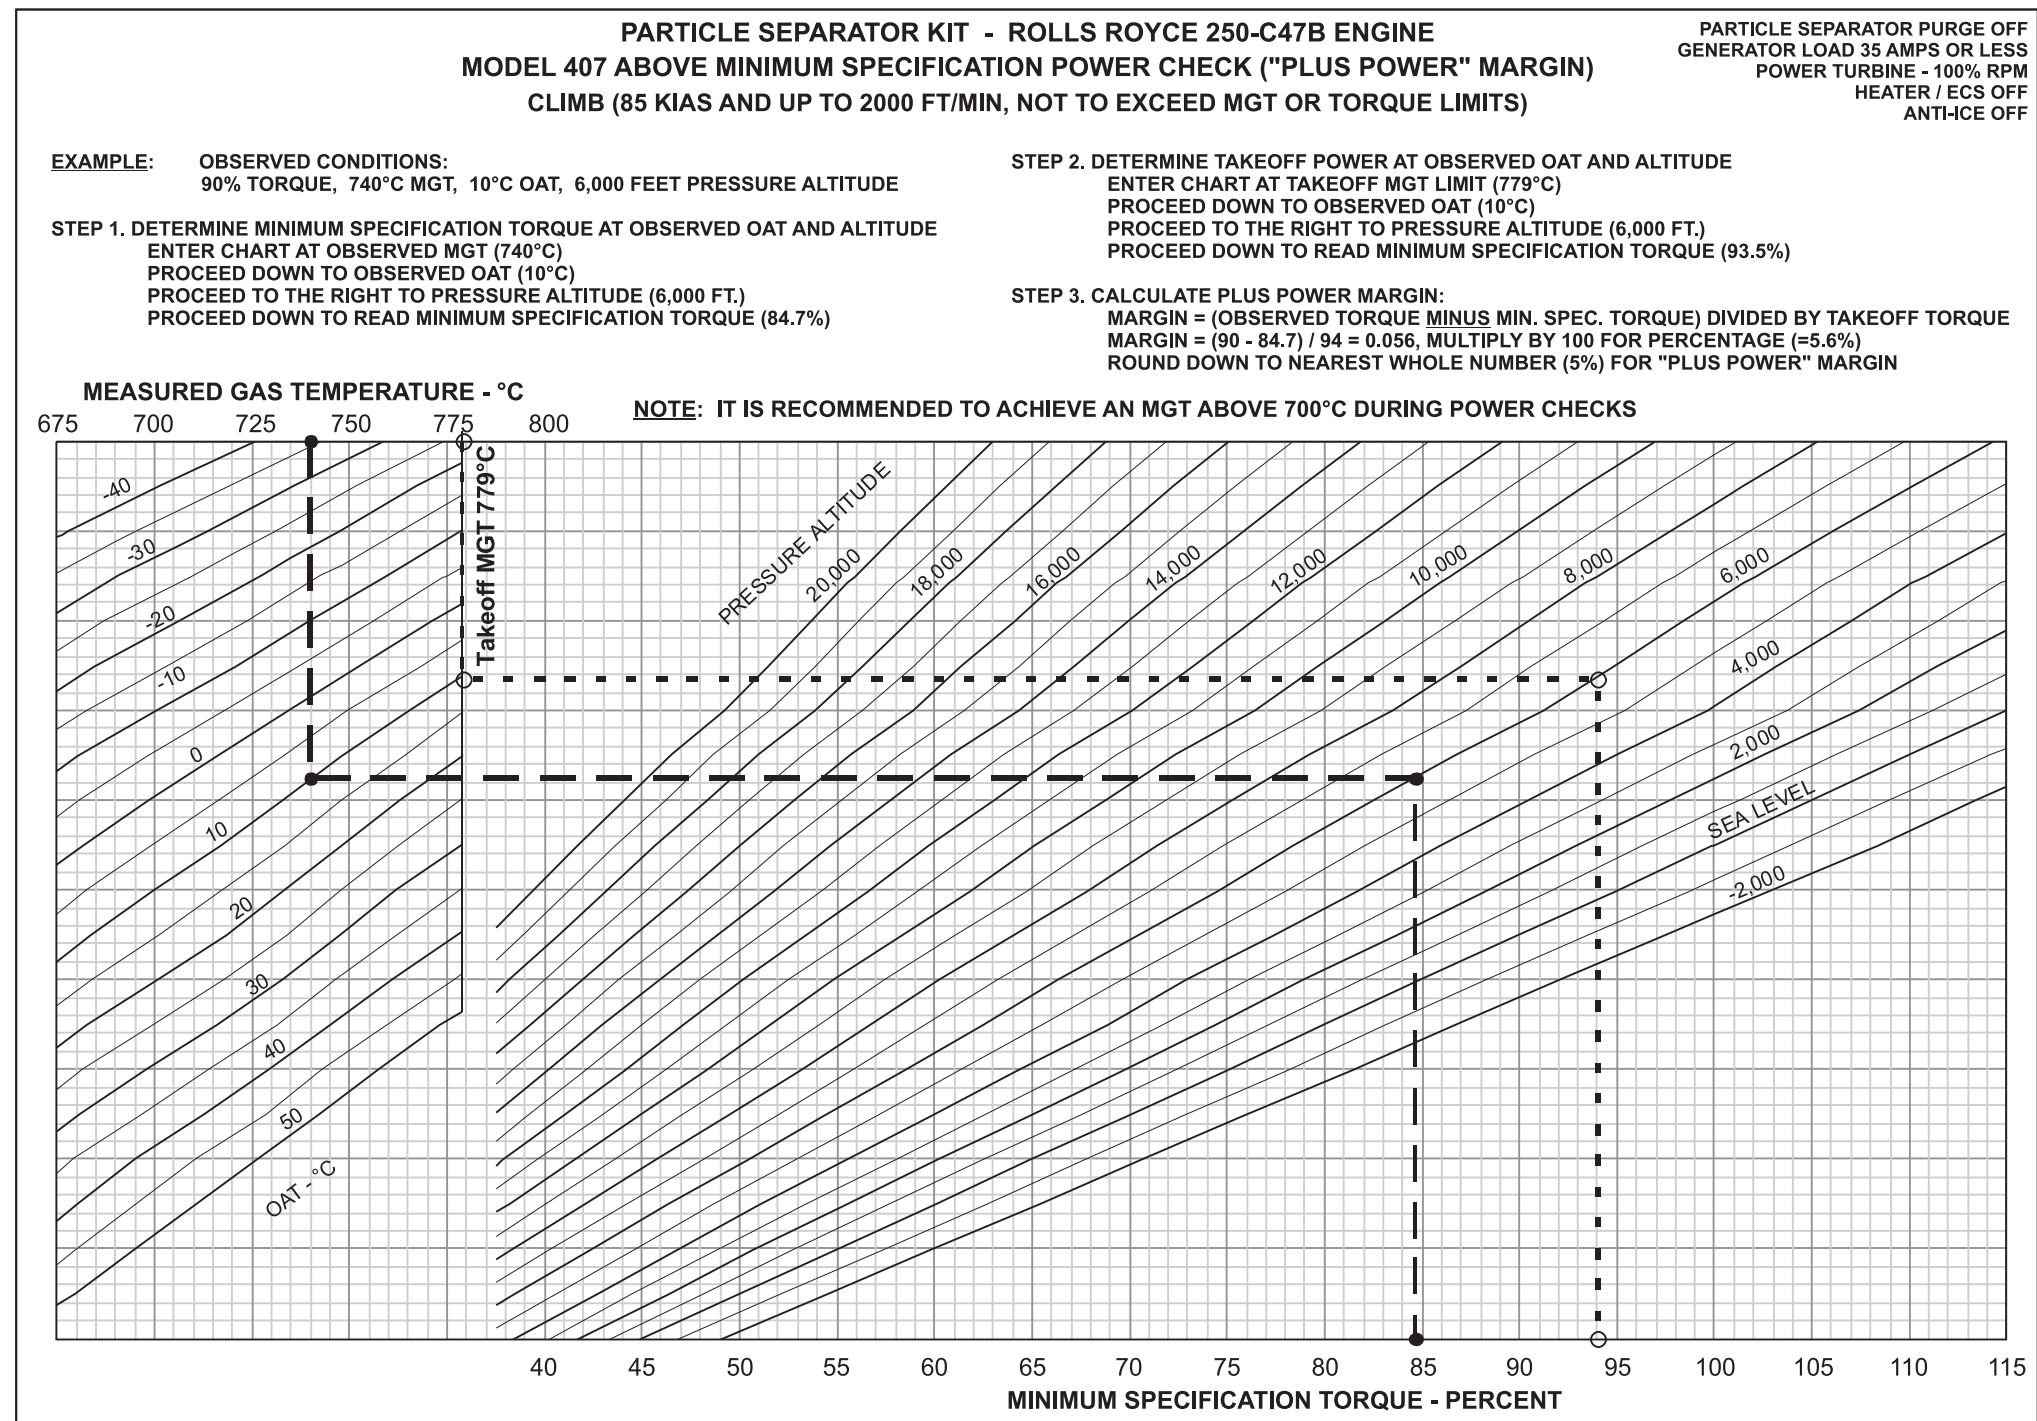 PARTICLE SEPARATOR KIT - ROLLS ROYCE 250-C47B ENGINE
MODEL 407 ABOVE MINIMUM SPECIFICATION POWER CHECK ("PLUS POWER" MARGIN)
CLIMB (85 KIAS AND UP TO 2000 FT/MIN, NOT TO EXCEED MGT OR TORQUE LIMITS)
PARTICLE SEPARATOR PURGE OFF
GENERATOR LOAD 35 AMPS OR LESS
POWER TURBINE - 100% RPM
HEATER / ECS OFF
ANTI-ICE OFF
EXAMPLE: OBSERVED CONDITIONS:
90% TORQUE, 740°C MGT, 10°C OAT, 6,000 FEET PRESSURE ALTITUDE
STEP 1. DETERMINE MINIMUM SPECIFICATION TORQUE AT OBSERVED OAT AND ALTITUDE
ENTER CHART AT OBSERVED MGT (740°C)
PROCEED DOWN TO OBSERVED OAT (10°C)
PROCEED TO THE RIGHT TO PRESSURE ALTITUDE (6,000 FT.)
PROCEED DOWN TO READ MINIMUM SPECIFICATION TORQUE (84.7%)
STEP 2. DETERMINE TAKEOFF POWER AT OBSERVED OAT AND ALTITUDE
ENTER CHART AT TAKEOFF MGT LIMIT (779°C)
PROCEED DOWN TO OBSERVED OAT (10°C)
PROCEED TO THE RIGHT TO PRESSURE ALTITUDE (6,000 FT.)
PROCEED DOWN TO READ MINIMUM SPECIFICATION TORQUE (93.5%)
STEP 3. CALCULATE PLUS POWER MARGIN:
MARGIN = (OBSERVED TORQUE MINUS MIN. SPEC. TORQUE) DIVIDED BY TAKEOFF TORQUE
MARGIN = (90 - 84.7) / 94 = 0.056, MULTIPLY BY 100 FOR PERCENTAGE (=5.6%)
ROUND DOWN TO NEAREST WHOLE NUMBER (5%) FOR "PLUS POWER" MARGIN
MEASURED GAS TEMPERATURE - °C
NOTE: IT IS RECOMMENDED TO ACHIEVE AN MGT ABOVE 700°C DURING POWER CHECKS
675 700 725 750 775 800
Takeoff MGT 779°C
-40
-30
-20
-10
0
10
20
30
40
50
OAT - °C
PRESSURE ALTITUDE
20,000
18,000
16,000
14,000
12,000
10,000
8,000
6,000
4,000
2,000
SEA LEVEL
-2,000
40 45 50 55 60 65 70 75 80 85 90 95 100 105 110 115
MINIMUM SPECIFICATION TORQUE - PERCENT